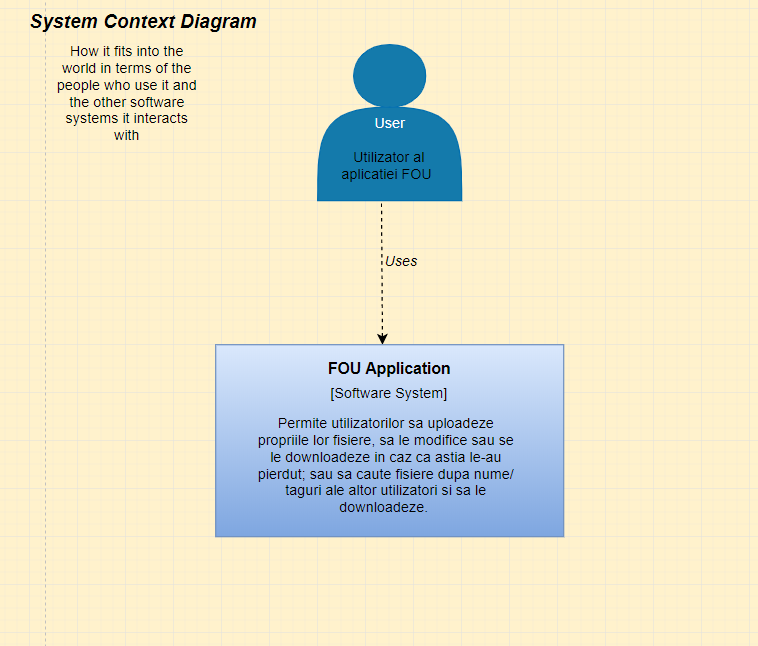 System Context Diagram
How it fits into the
world in terms of the
people who use it and
the other software
systems it interacts
with
User
Utilizator al
aplicatiei FOU
Uses
FOU Application
[Software System]
Permite utilizatorilor sa uploadeze
propriile lor fisiere, sa le modifice sau se
le downloadeze in caz ca astia le-au
pierdut; sau sa caute fisiere dupa nume/
taguri ale altor utilizatori si sa le
downloadeze.